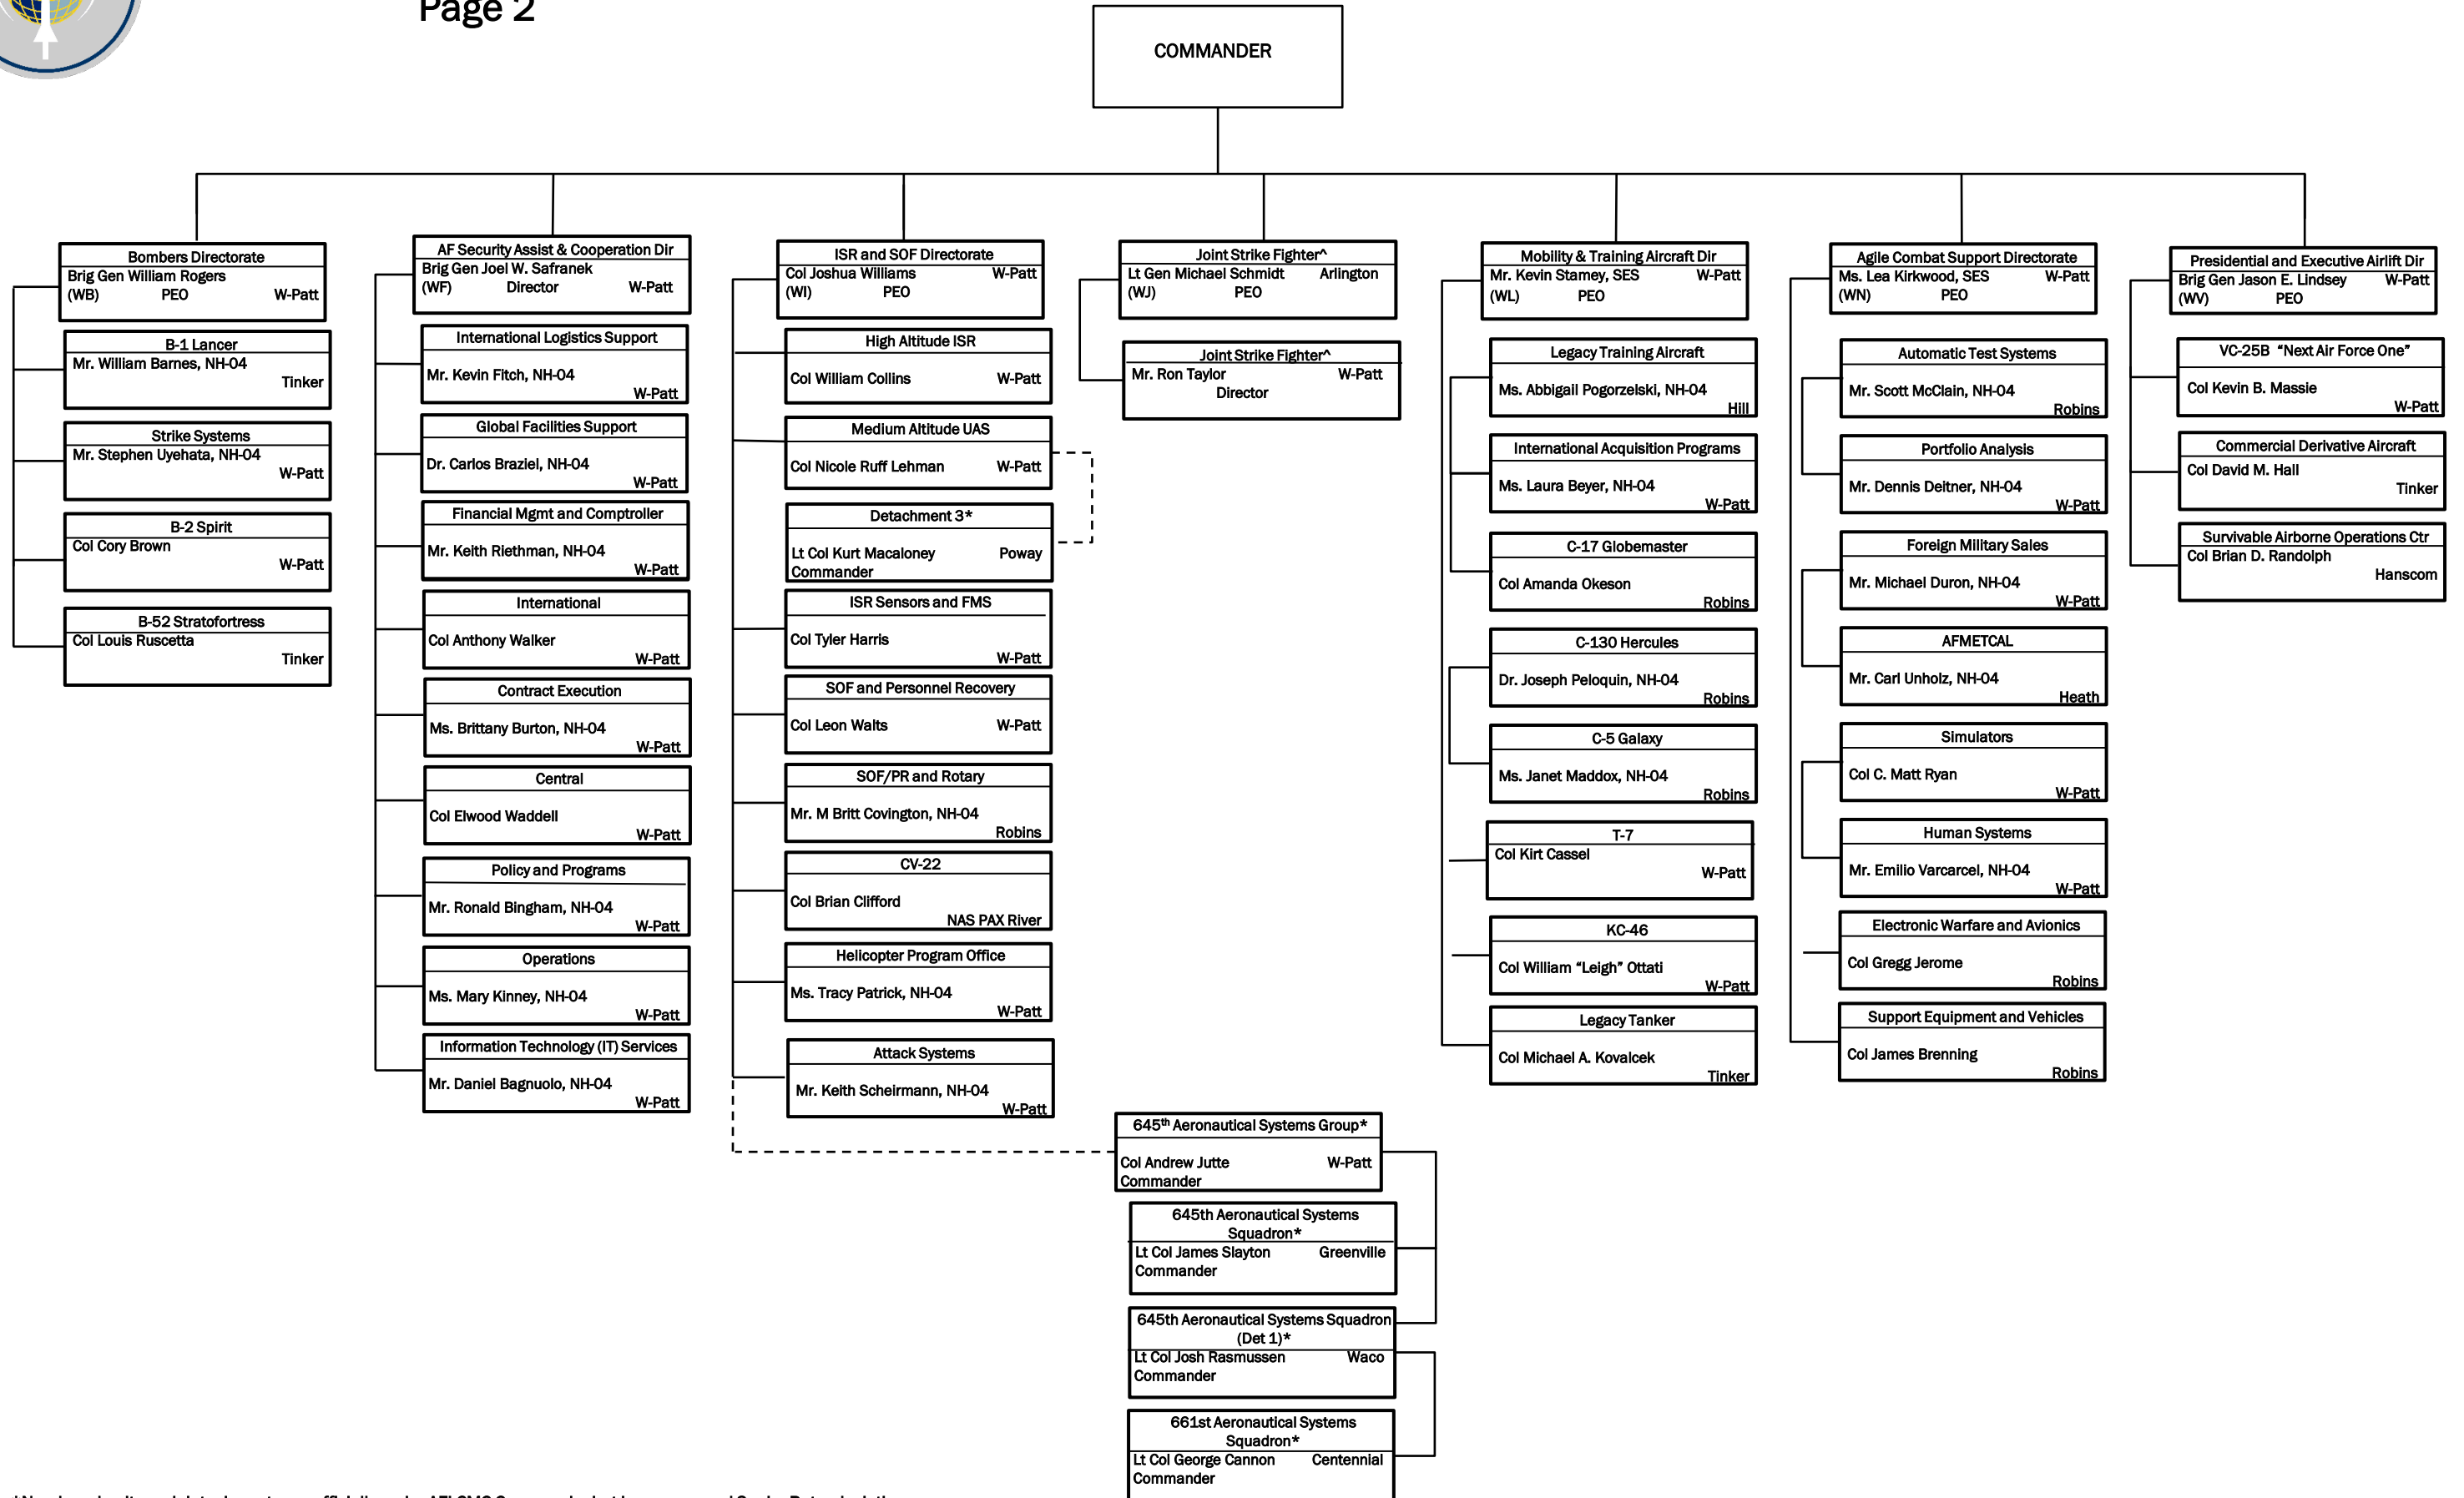 Page 2
COMMANDER
Bombers Directorate
Brig Gen William Rogers
(WB) PEO W-Patt
B-1 Lancer
Mr. William Barnes, NH-04
Tinker
Strike Systems
Mr. Stephen Uyehata, NH-04
W-Patt
B-2 Spirit
Col Cory Brown
W-Patt
B-52 Stratofortress
Col Louis Ruscetta
Tinker
AF Security Assist & Cooperation Dir
Brig Gen Joel W. Safranek
(WF) Director W-Patt
International Logistics Support
Mr. Kevin Fitch, NH-04
W-Patt
Global Facilities Support
Dr. Carlos Braziel, NH-04
W-Patt
Financial Mgmt and Comptroller
Mr. Keith Riethman, NH-04
W-Patt
International
Col Anthony Walker
W-Patt
Contract Execution
Ms. Brittany Burton, NH-04
W-Patt
Central
Col Elwood Waddell
W-Patt
Policy and Programs
Mr. Ronald Bingham, NH-04
W-Patt
Operations
Ms. Mary Kinney, NH-04
W-Patt
Information Technology (IT) Services
Mr. Daniel Bagnuolo, NH-04
W-Patt
ISR and SOF Directorate
Col Joshua Williams W-Patt
(WI) PEO
High Altitude ISR
Col William Collins W-Patt
Medium Altitude UAS
Col Nicole Ruff Lehman W-Patt
Detachment 3*
Lt Col Kurt Macaloney Poway
Commander
ISR Sensors and FMS
Col Tyler Harris
W-Patt
SOF and Personnel Recovery
Col Leon Walts W-Patt
SOF/PR and Rotary
Mr. M Britt Covington, NH-04
Robins
CV-22
Col Brian Clifford
NAS PAX River
Helicopter Program Office
Ms. Tracy Patrick, NH-04
W-Patt
Attack Systems
Mr. Keith Scheirmann, NH-04
W-Patt
Joint Strike Fighter^
Lt Gen Michael Schmidt Arlington
(WJ) PEO
Joint Strike Fighter^
Mr. Ron Taylor W-Patt
Director
645th Aeronautical Systems Group*
Col Andrew Jutte W-Patt
Commander
645th Aeronautical Systems
Squadron*
Lt Col James Slayton Greenville
Commander
645th Aeronautical Systems Squadron
(Det 1)*
Lt Col Josh Rasmussen Waco
Commander
661st Aeronautical Systems
Squadron*
Lt Col George Cannon Centennial
Commander
Mobility & Training Aircraft Dir
Mr. Kevin Stamey, SES W-Patt
(WL) PEO
Legacy Training Aircraft
Ms. Abbigail Pogorzelski, NH-04
Hill
International Acquisition Programs
Ms. Laura Beyer, NH-04
W-Patt
C-17 Globemaster
Col Amanda Okeson
Robins
C-130 Hercules
Dr. Joseph Peloquin, NH-04
Robins
C-5 Galaxy
Ms. Janet Maddox, NH-04
Robins
T-7
Col Kirt Cassel
W-Patt
KC-46
Col William “Leigh” Ottati
W-Patt
Legacy Tanker
Col Michael A. Kovalcek
Tinker
Agile Combat Support Directorate
Ms. Lea Kirkwood, SES W-Patt
(WN) PEO
Automatic Test Systems
Mr. Scott McClain, NH-04
Robins
Portfolio Analysis
Mr. Dennis Deitner, NH-04
W-Patt
Foreign Military Sales
Mr. Michael Duron, NH-04
W-Patt
AFMETCAL
Mr. Carl Unholz, NH-04
Heath
Simulators
Col C. Matt Ryan
W-Patt
Human Systems
Mr. Emilio Varcarcel, NH-04
W-Patt
Electronic Warfare and Avionics
Col Gregg Jerome
Robins
Support Equipment and Vehicles
Col James Brenning
Robins
Presidential and Executive Airlift Dir
Brig Gen Jason E. Lindsey W-Patt
(WV) PEO
VC-25B “Next Air Force One”
Col Kevin B. Massie
W-Patt
Commercial Derivative Aircraft
Col David M. Hall
Tinker
Survivable Airborne Operations Ctr
Col Brian D. Randolph
Hanscom